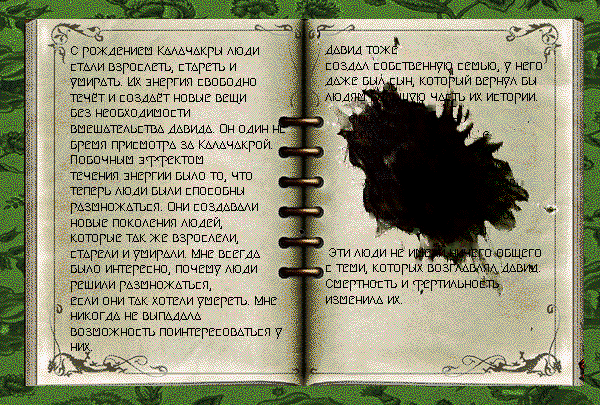 С рождением Калачакры люди
стали взрослеть, стареть и
умирать. Их энергия свободно
течёт и создаёт новые вещи
без необходимости
вмешательства Давида. Он один не
бремя присмотра за Калачакрой.
Побочным эффектом
течения энергии было то, что
теперь люди были способны
размножаться. Они создавали
новые поколения людей,
которые так же взрослели,
старели и умирали. Мне всегда
было интересно, почему люди
решили размножаться,
если они так хотели умереть. Мне
никогда не выпадала
возможность поинтересоваться у
них.
Давид тоже
создал собственную семью, у него
даже был сын, который вернул бы
людям часть их истории.
Эти люди не общего
с теми, которых возглавлял Давид.
Смертность и фертильность
изменила их.